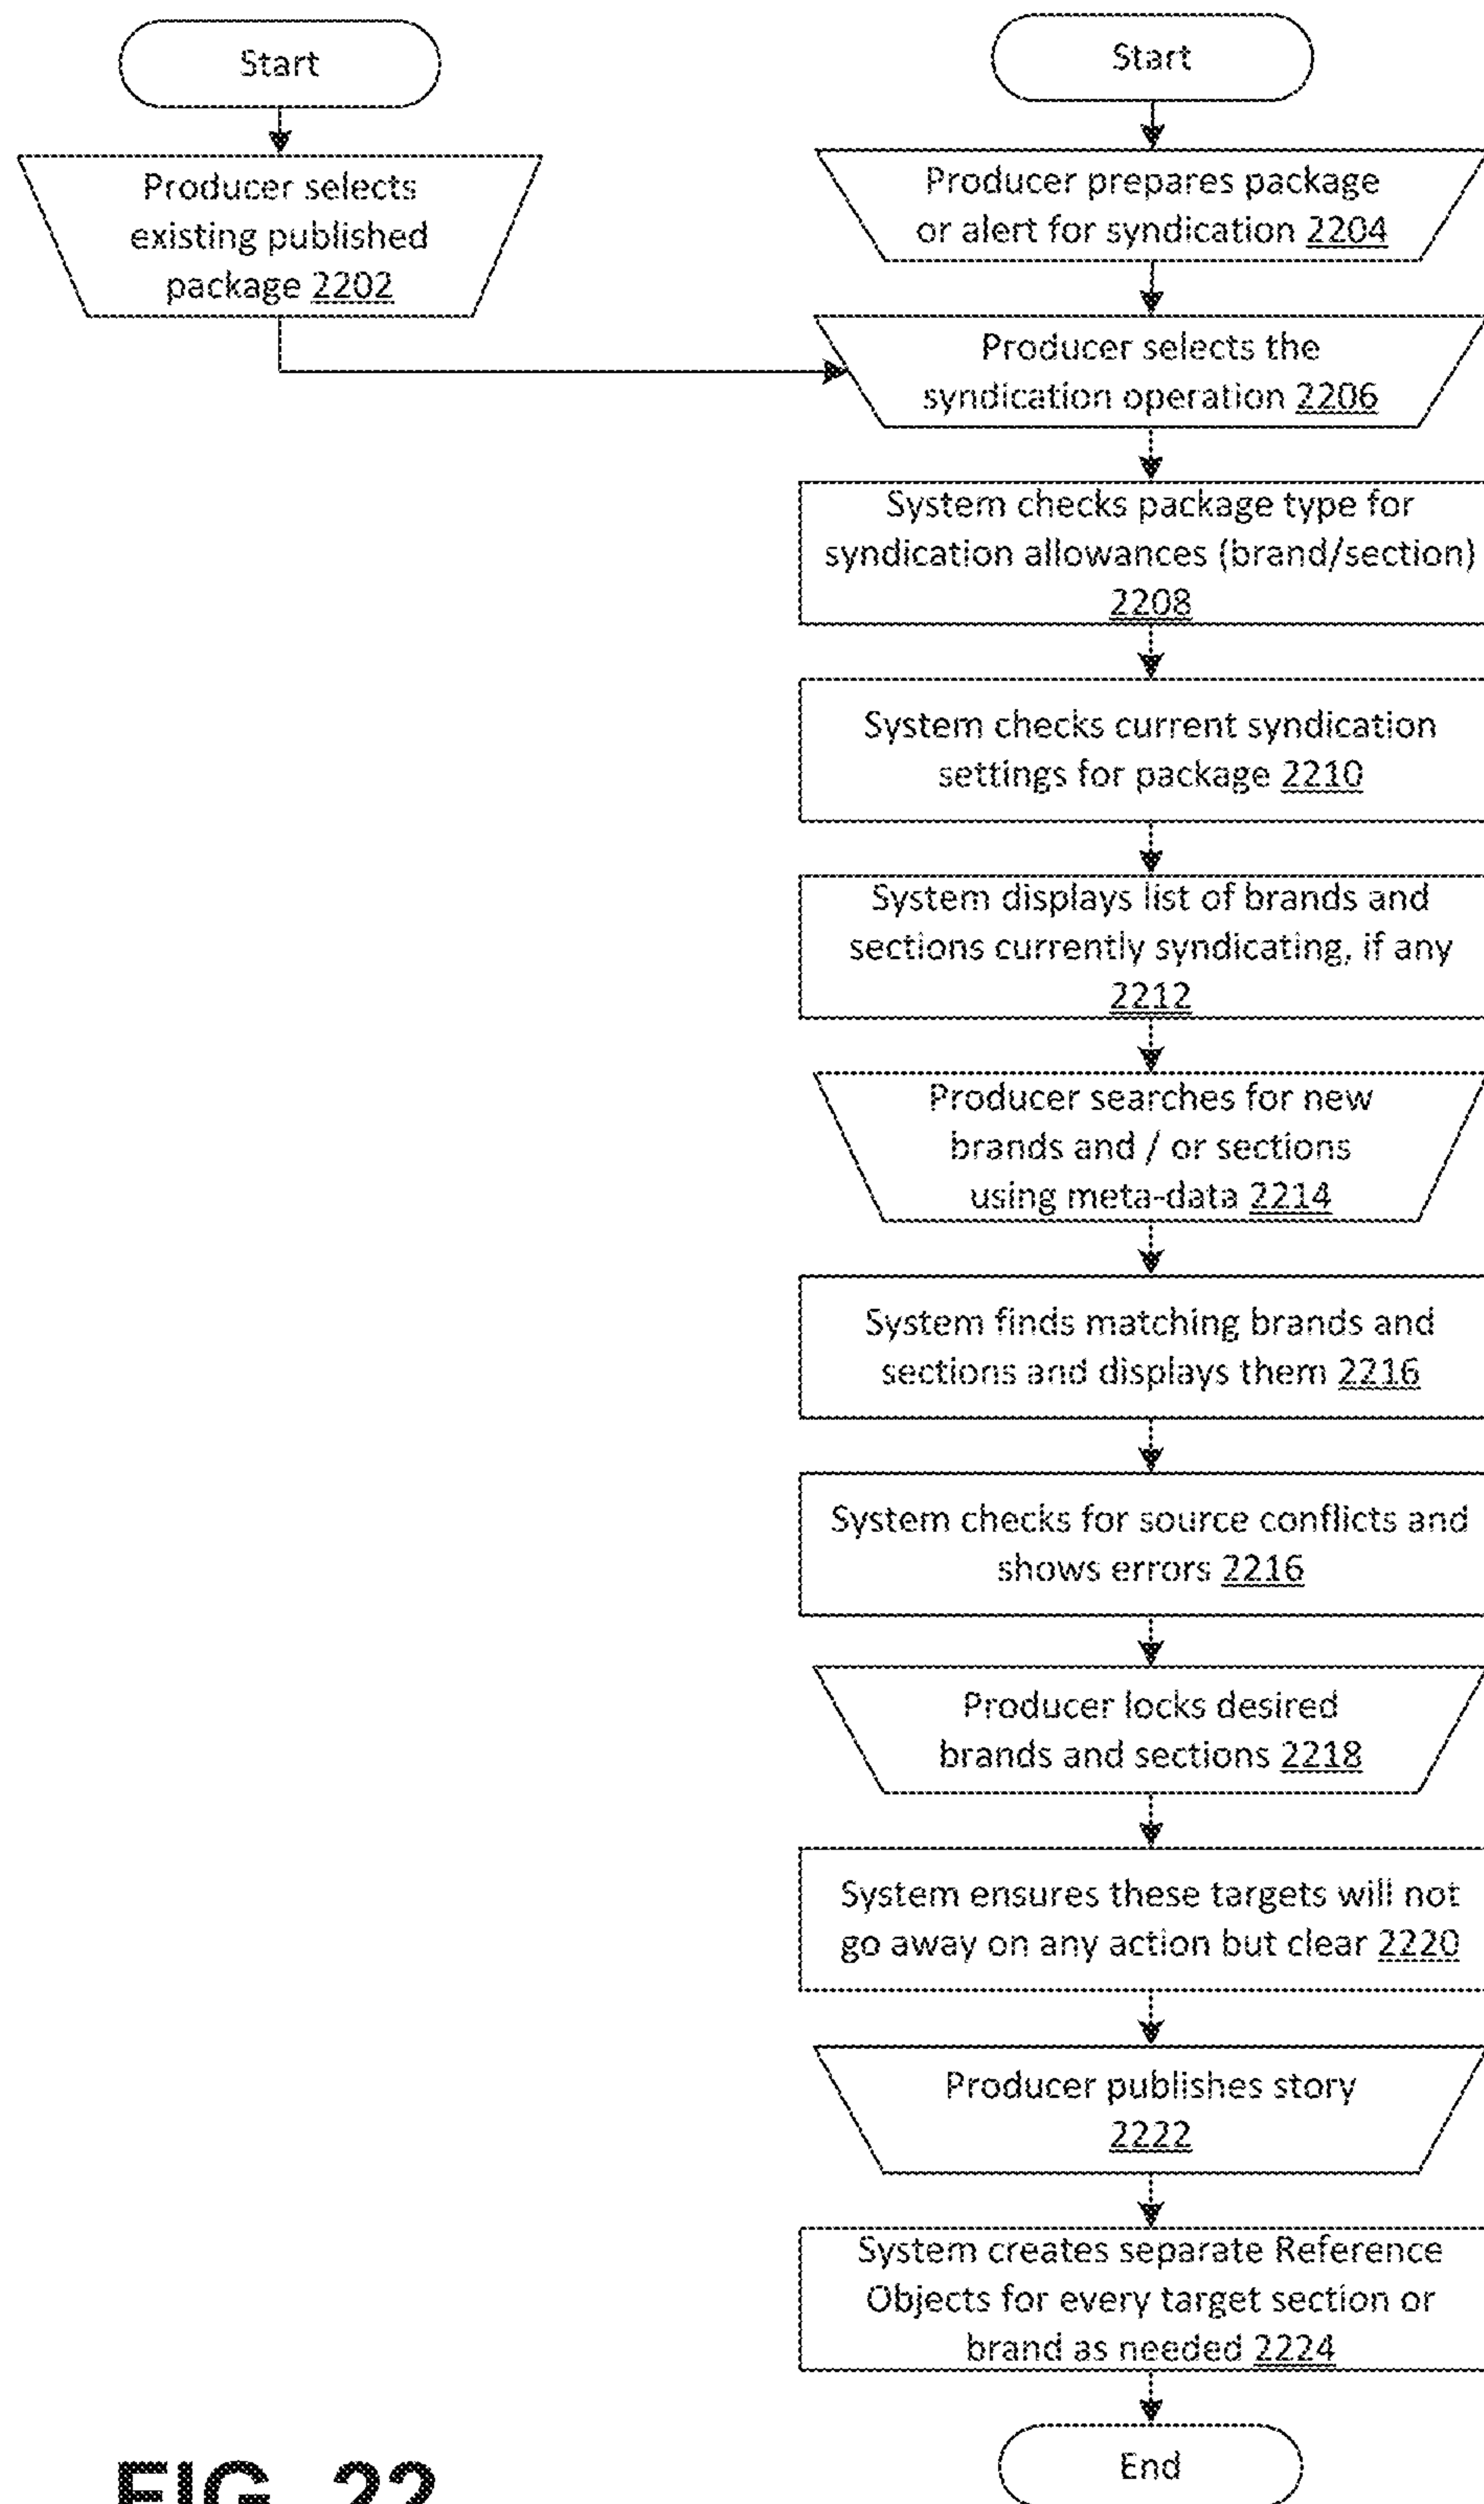 Start
Producer selects
existing published
package 2202
Start
Producer prepares package
or alert for syndication 2204
Producer selects the
syndication operation 2206
System checks package type for
syndication allowances (brand/section)
2208
System checks current syndication
settings for package 2210
System displays list of brands and
sections currently syndicating, if any
2212
Producer searches for new
brands and / or sections
using meta-data 2214
System finds matching brands and
sections and displays them 2216
System checks for source conflicts and
shows errors 2216
Producer locks desired
brands and sections 2218
System ensures these targets will not
go away on any action but clear 2220
Producer publishes story
2222
System creates separate Reference
Objects for every target section or
brand as needed 2224
End
FIG. 22